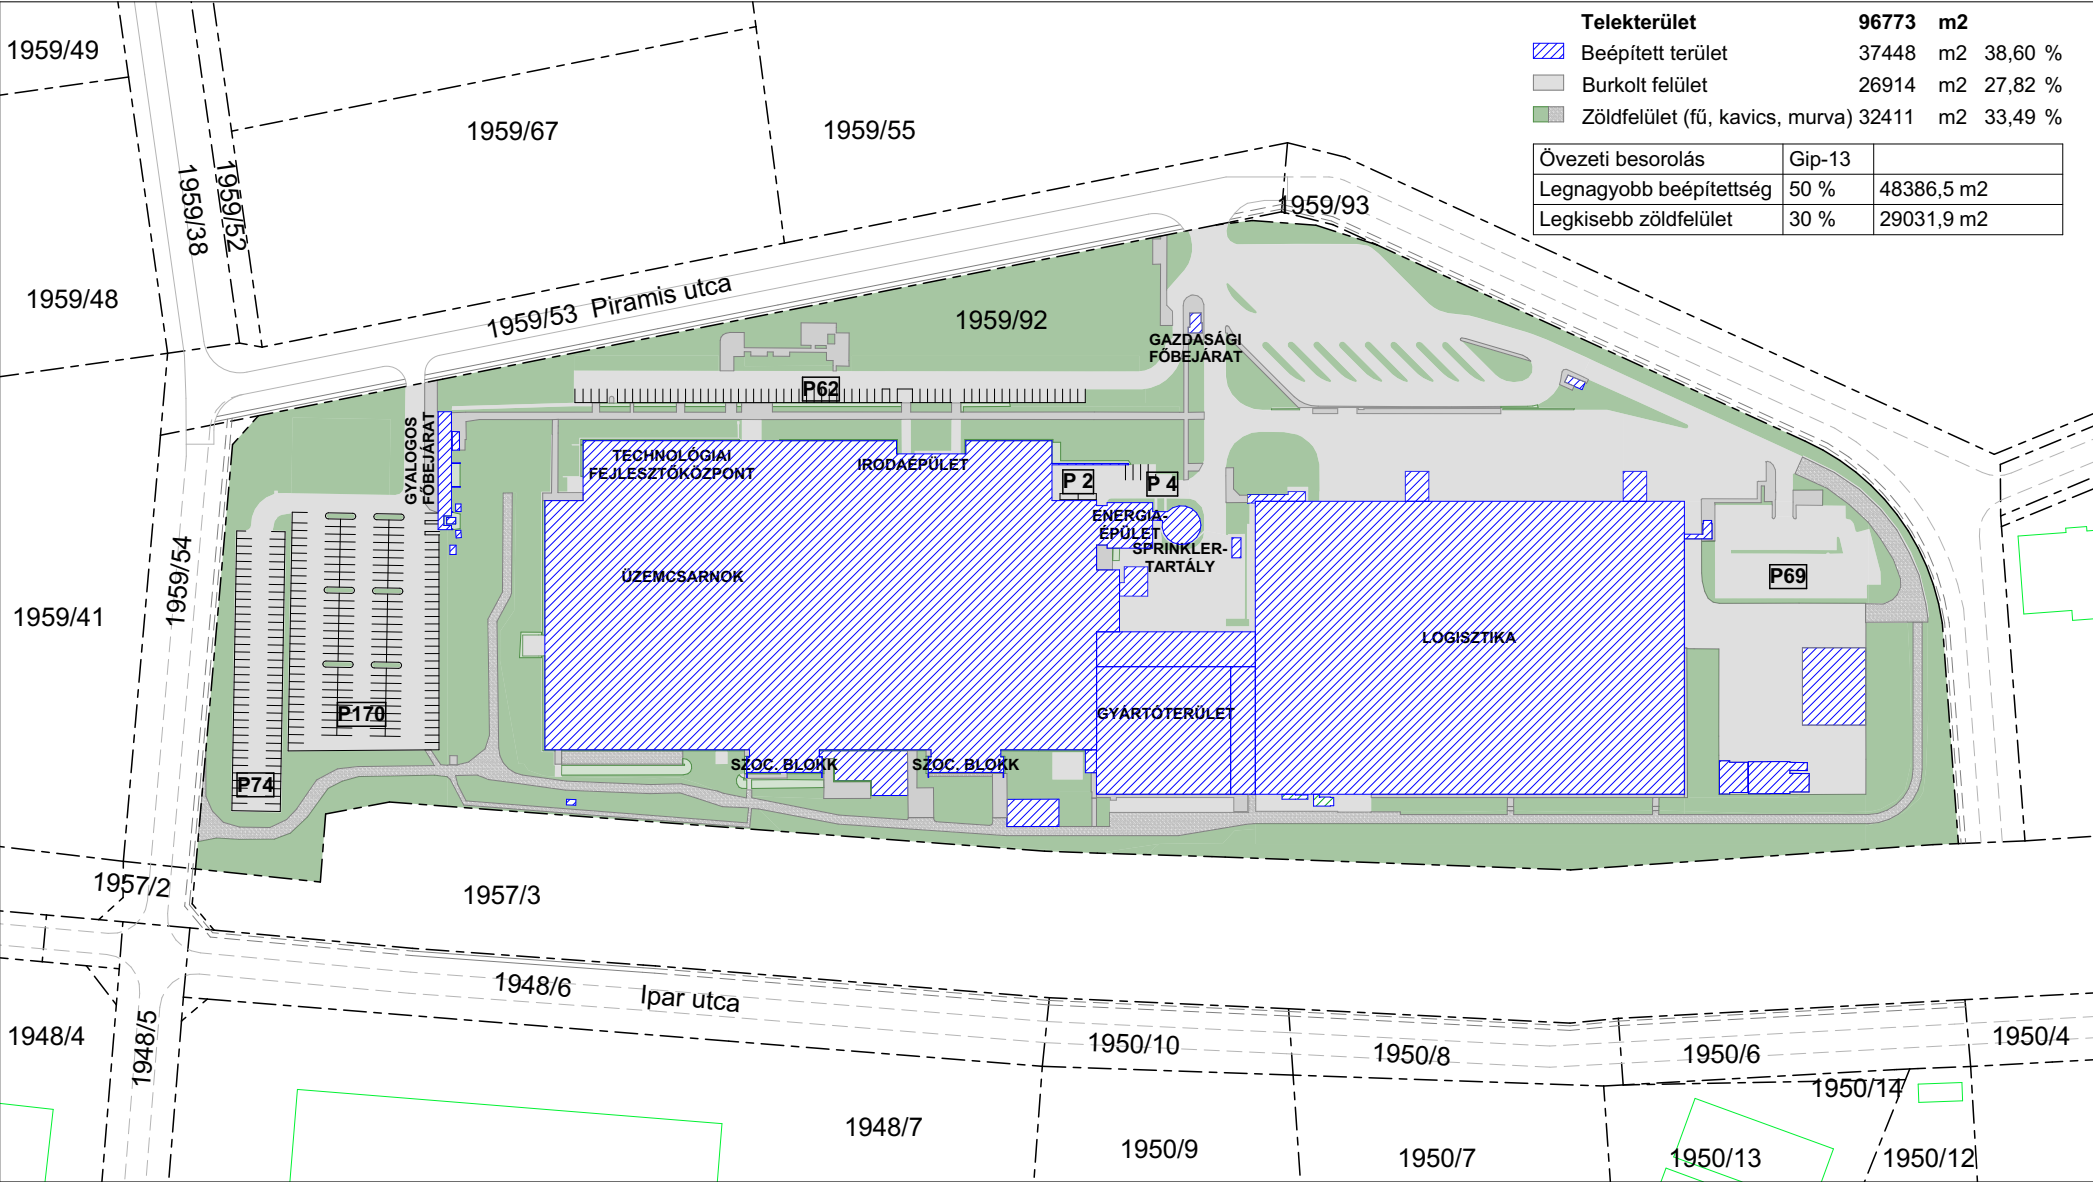 Telekterület 96773 m2
Beépített terület 37448 m2 38,60 %
Burkolt felület 26914 m2 27,82 %
Zöldfelület (fű, kavics, murva) 32411 m2 33,49 %
Övezeti besorolás Gip-13
Legnagyobb beépítettség 50 % 48386,5 m2
Legkisebb zöldfelület 30 % 29031,9 m2
1959/49
1959/67
1959/55
1959/38
1959/52
1959/93
1959/48
1959/53 Piramis utca
1959/92
GAZDASÁGI
FŐBEJÁRAT
P62
GYALOGOS
FŐBEJÁRAT
TECHNOLÓGIAI
FEJLESZTŐKÖZPONT
IRODAÉPÜLET
P 2
P 4
ENERGIA-
ÉPÜLET
SPRINKLER-
TARTÁLY
ÜZEMCSARNOK
P69
1959/54
1959/41
LOGISZTIKA
P170
GYÁRTÓTERÜLET
P74
SZOC. BLOKK
SZOC. BLOKK
1957/2
1957/3
1948/6 Ipar utca
1948/4
1948/5
1950/10
1950/8
1950/6
1950/4
1950/14
1948/7
1950/9
1950/7
1950/13
1950/12